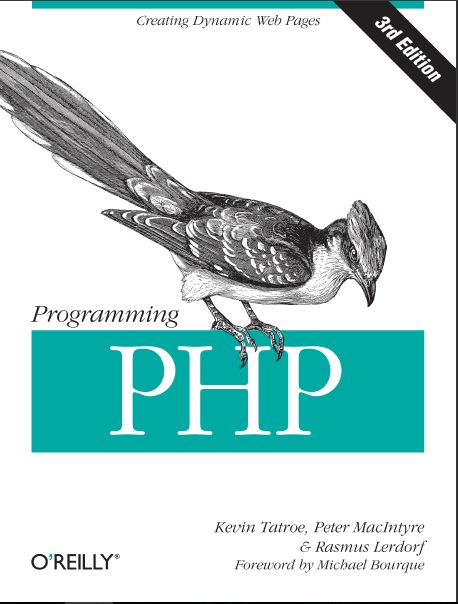 Creating Dynamic Web Pages
3rd Edition
Programming
PHP
Kevin Tatroe, Peter MacIntyre
& Rasmus Lerdorf
O'REILLY®
Foreword by Michael Bourque